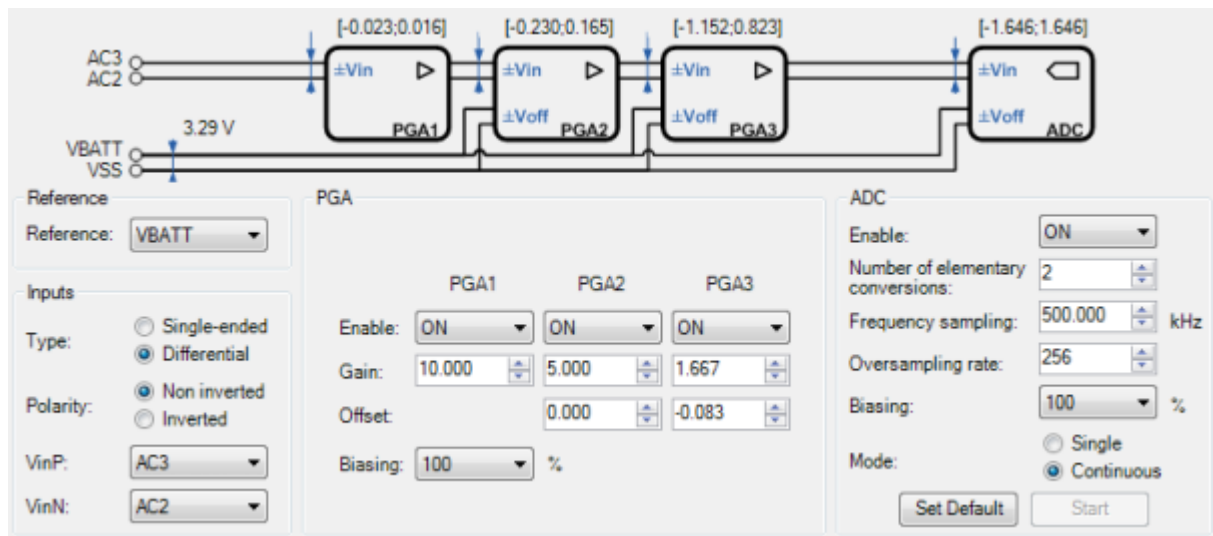 [-0.023;0.016] [-0.230;0.165] [-1.152;0.823] [-1.646;1.646]
AC3
AC2
±Vin ±Vin ±Vin ±Vin
±Voff ±Voff ±Voff
PGA1 PGA2 PGA3 ADC
3.29 V
VBATT
VSS
Reference
Reference: VBATT
Inputs
Type: Single-ended
Differential
Polarity: Non inverted
Inverted
VinP: AC3
VinN: AC2
PGA
PGA1 PGA2 PGA3
Enable: ON ON ON
Gain: 10.000 5.000 1.667
Offset: 0.000 -0.083
Biasing: 100 %
ADC
Enable: ON
Number of elementary
conversions: 2
Frequency sampling: 500.000 kHz
Oversampling rate: 256
Biasing: 100 %
Mode: Single
Continuous
Set Default Start